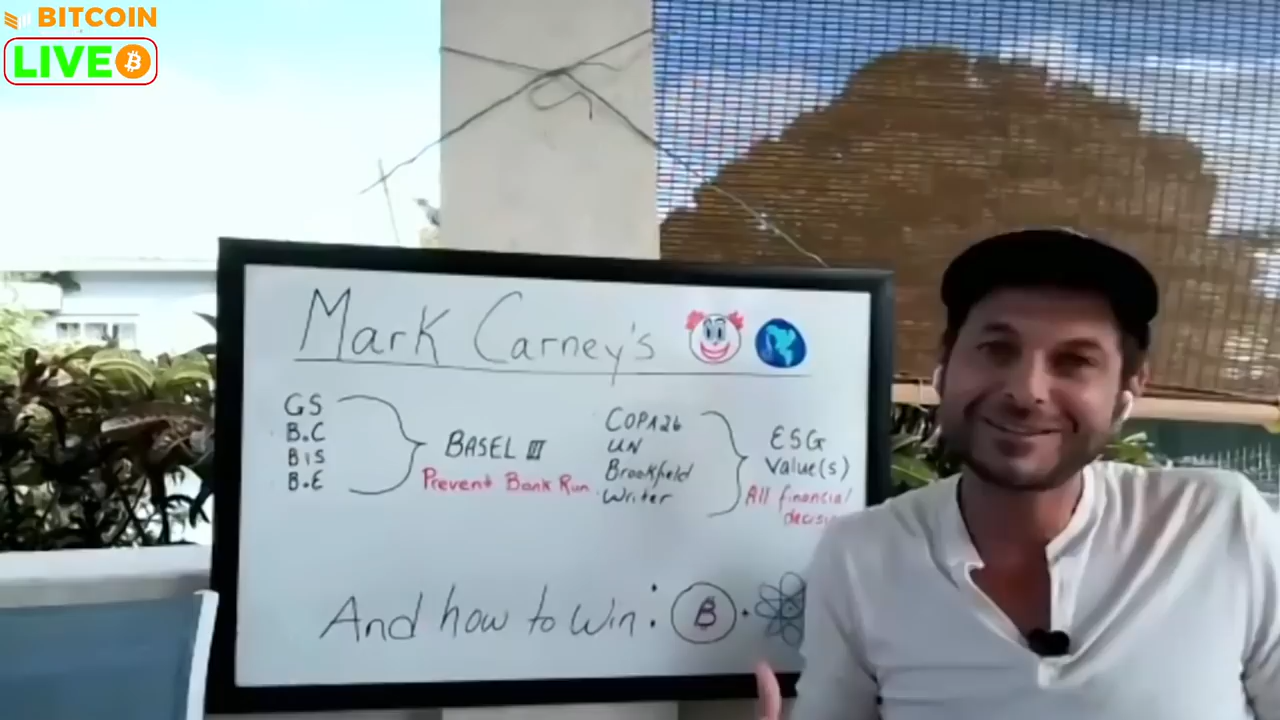 BITCOIN
LIVE
Mark Carney's
GS
B.C
BiS
B.E
BASEL III
Prevent Bank Run
COPA26
UN
Brookfield
Writer
ESG
Value(s)
All financial
And how to win: B